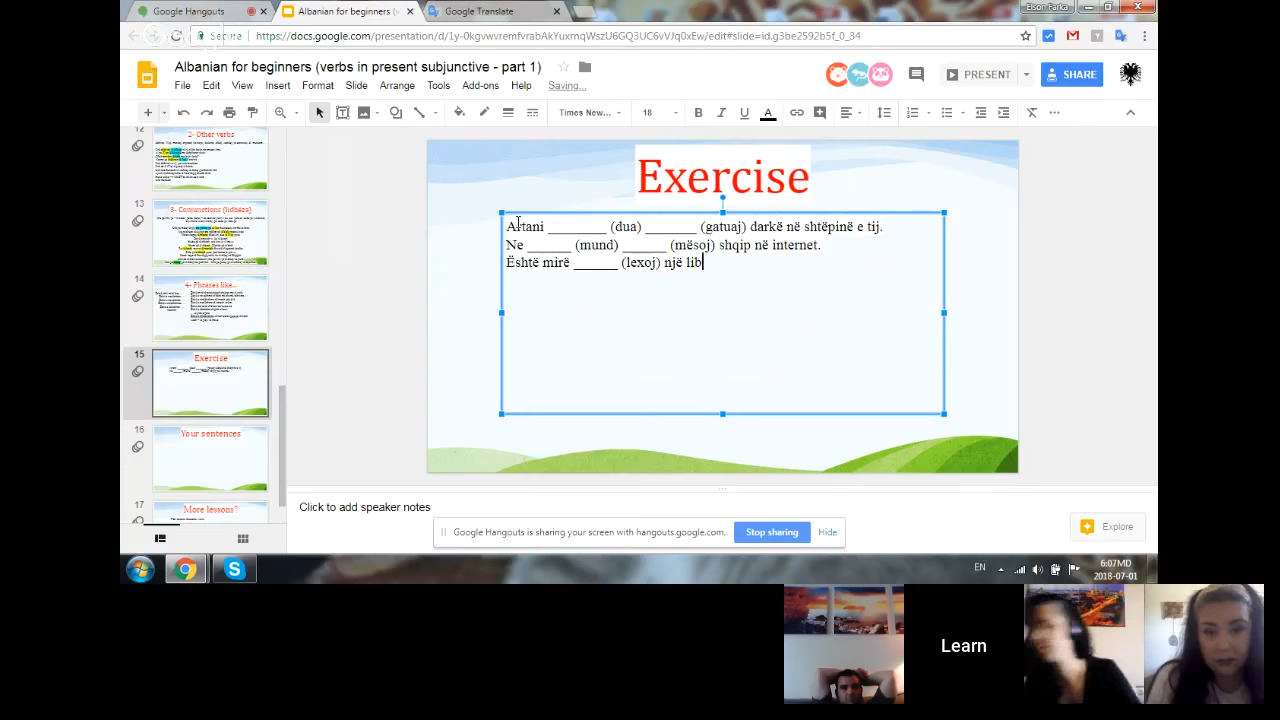 Google Hangouts
Albanian for beginners (v
Google Translate
Elson Farka
Secure
https://docs.google.com/presentation/d/1y-0kgvwvremfvrabAkYuxrnqWszU6GQ3UC6vVJq0xEw/edit#slide=id.g3be2592b5f_0_34
Albanian for beginners (verbs in present subjunctive - part 1)
File Edit View Insert Format Arrange Tools Add-ons Help Saving...
PRESENT
SHARE
Times New...
18
12
2- Other verbs
13
3- Conjunctions (lidhëza)
14
4- Phrases like...
15
Exercise
16
Your sentences
17
More lessons?
Exercise
Artani ________ (dua) _______ (gatuaj) darkë në shtëpinë e tij.
Ne ______ (mund) ______ (mësoj) shqip në internet.
Është mirë ______ (lexoj) një lib
Click to add speaker notes
Google Hangouts is sharing your screen with hangouts.google.com.
Stop sharing
Hide
Explore
EN
6:07MD
2018-07-01
Learn